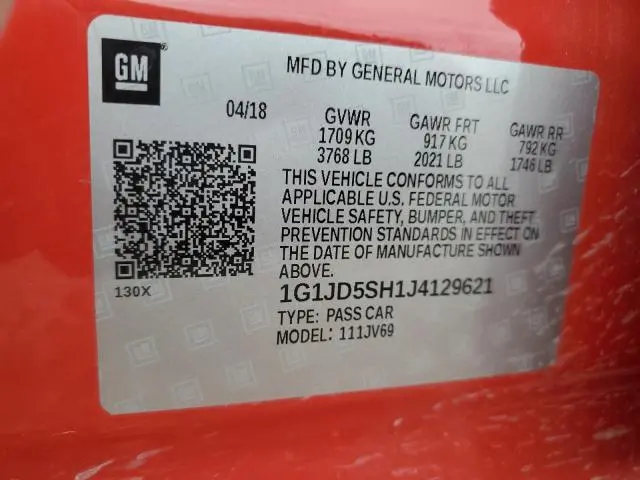 GM
MFD BY GENERAL MOTORS LLC
04/18
GVWR GAWR FRT GAWR RR
1709 KG 917 KG 792 KG
3768 LB 2021 LB 1746 LB
THIS VEHICLE CONFORMS TO ALL
APPLICABLE U.S. FEDERAL MOTOR
VEHICLE SAFETY, BUMPER, AND THEFT
PREVENTION STANDARDS IN EFFECT ON
THE DATE OF MANUFACTURE SHOWN
ABOVE.
130X
1G1JD5SH1J4129621
TYPE: PASS CAR
MODEL: 111JV69